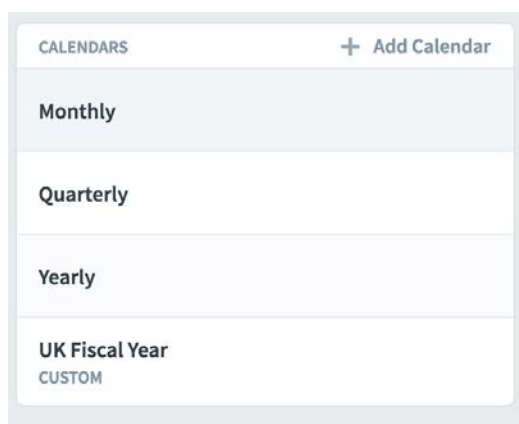 CALENDARS + Add Calendar
Monthly
Quarterly
Yearly
UK Fiscal Year
CUSTOM